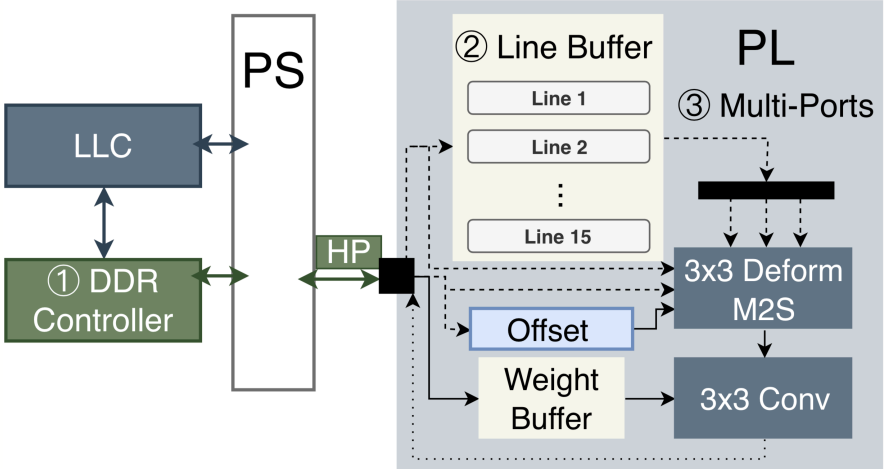 PS
LLC
① DDR
Controller
HP
② Line Buffer
Line 1
Line 2
⋮
Line 15
PL
③ Multi-Ports
3x3 Deform
M2S
Offset
Weight
Buffer
3x3 Conv